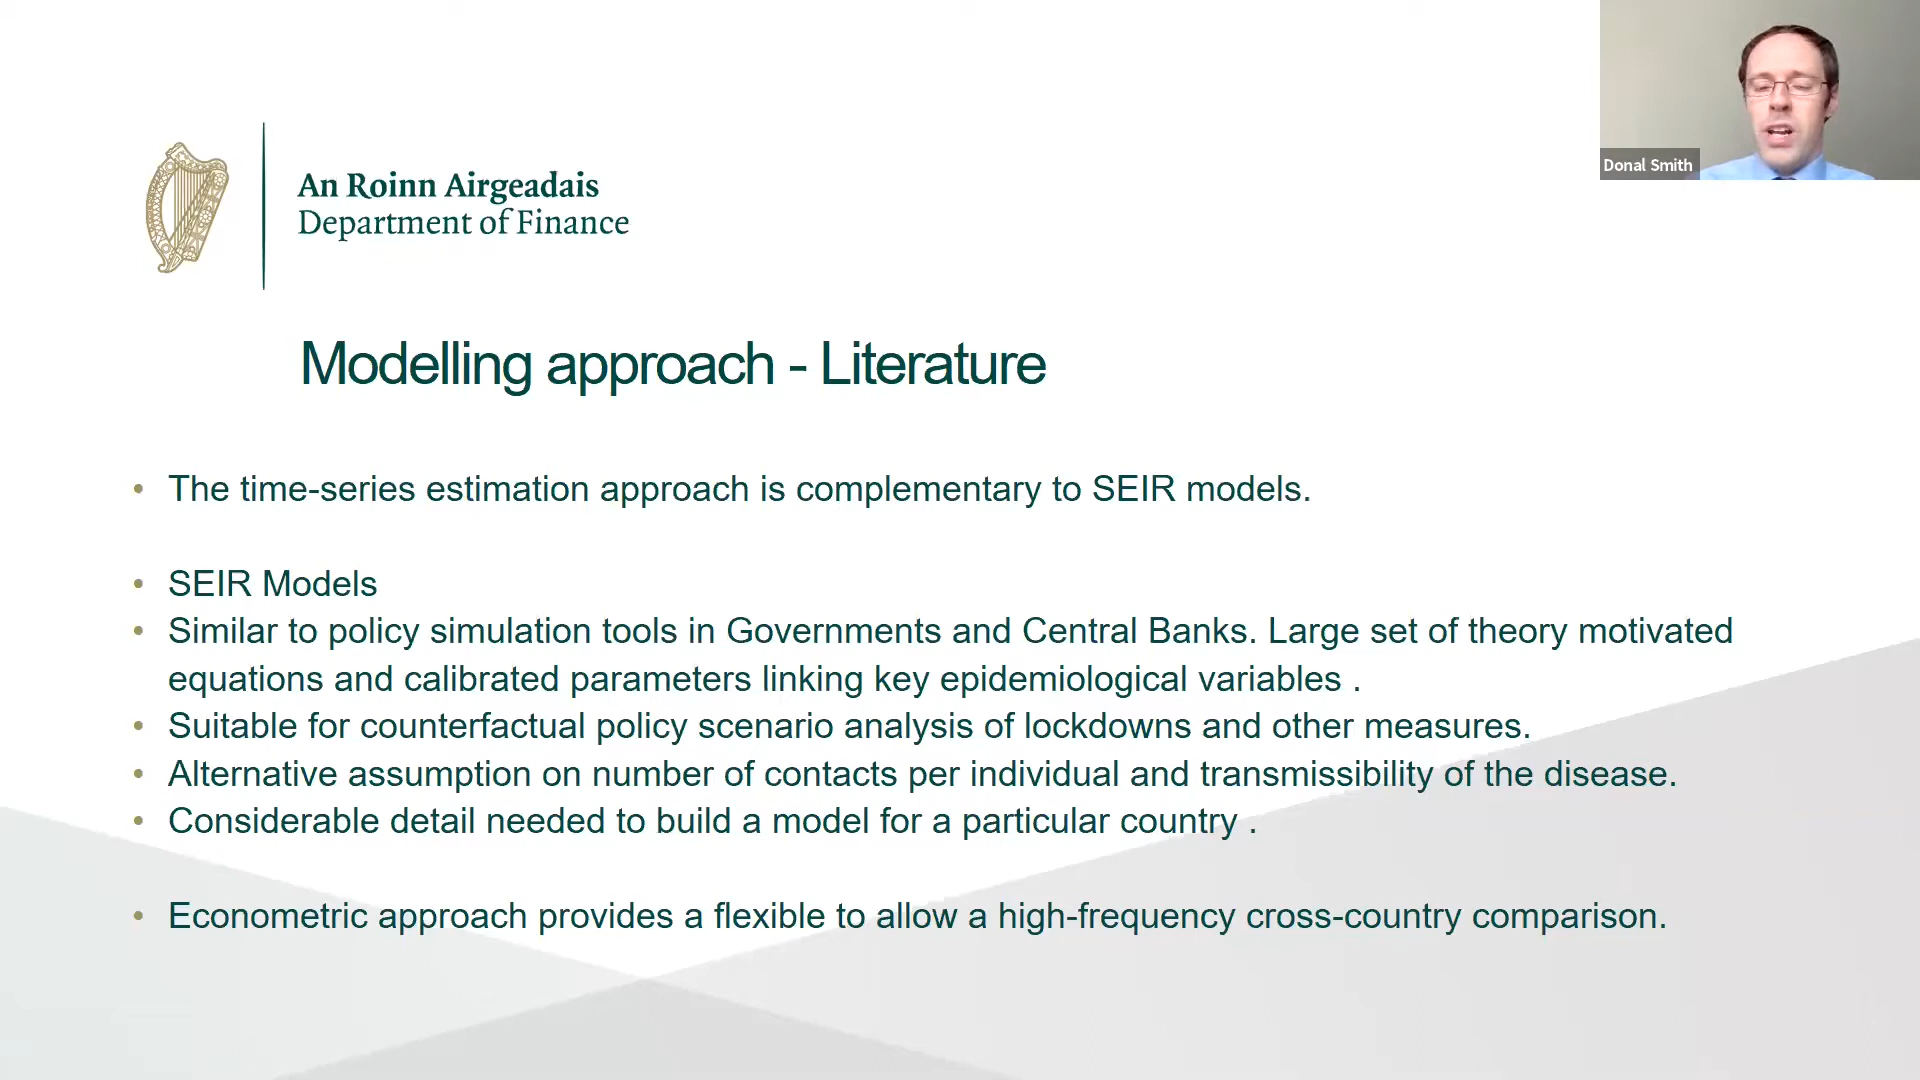 Donal Smith
An Roinn Airgeadais
Department of Finance
Modelling approach - Literature
• The time-series estimation approach is complementary to SEIR models.
• SEIR Models
• Similar to policy simulation tools in Governments and Central Banks. Large set of theory motivated
equations and calibrated parameters linking key epidemiological variables .
• Suitable for counterfactual policy scenario analysis of lockdowns and other measures.
• Alternative assumption on number of contacts per individual and transmissibility of the disease.
• Considerable detail needed to build a model for a particular country .
• Econometric approach provides a flexible to allow a high-frequency cross-country comparison.